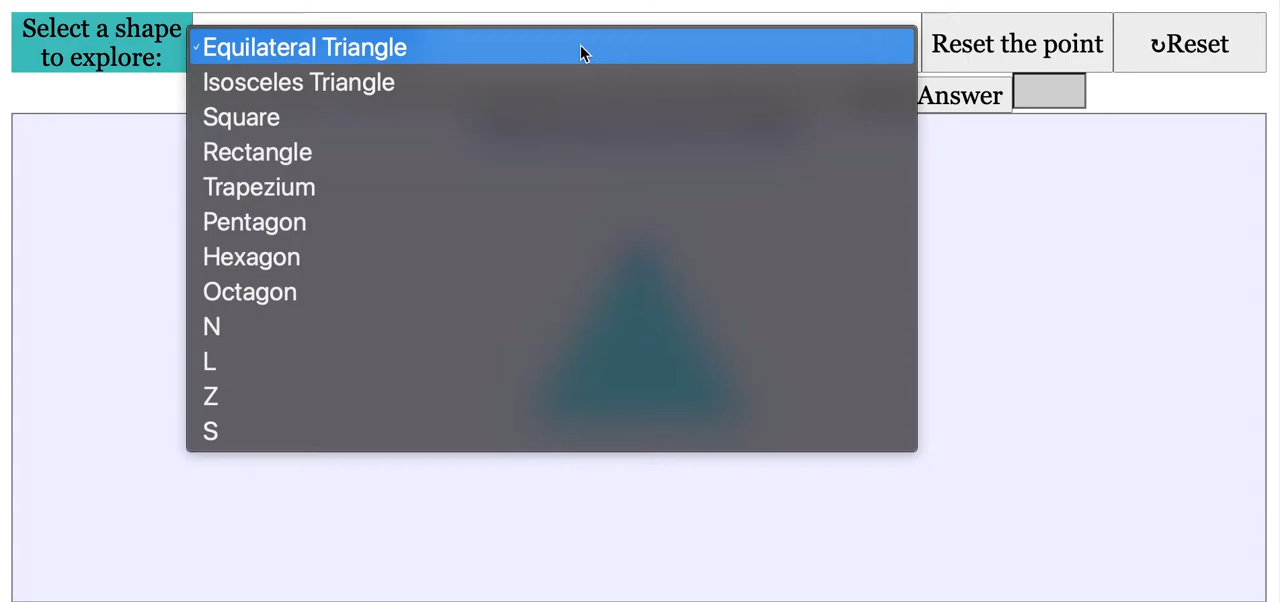 Select a shape
to explore:
✓ Equilateral Triangle
Reset the point
↻Reset
Isosceles Triangle
Answer
Square
Rectangle
Trapezium
Pentagon
Hexagon
Octagon
N
L
Z
S